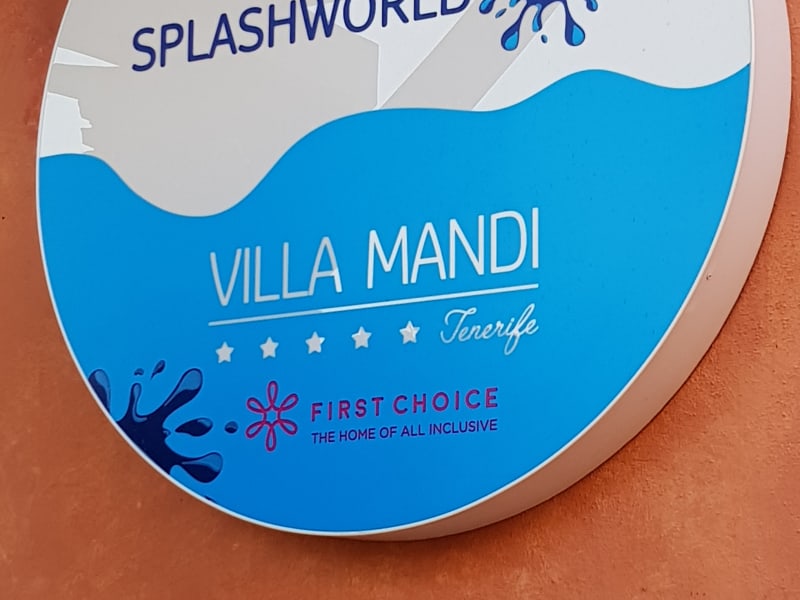 SPLASHWORLD
VILLA MANDI
Tenerife
FIRST CHOICE
THE HOME OF ALL INCLUSIVE